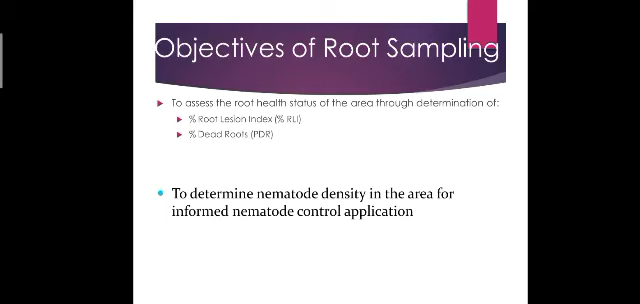 Objectives of Root Sampling
To assess the root health status of the area through determination of:
% Root Lesion Index (% RLI)
% Dead Roots (PDR)
To determine nematode density in the area for
informed nematode control application